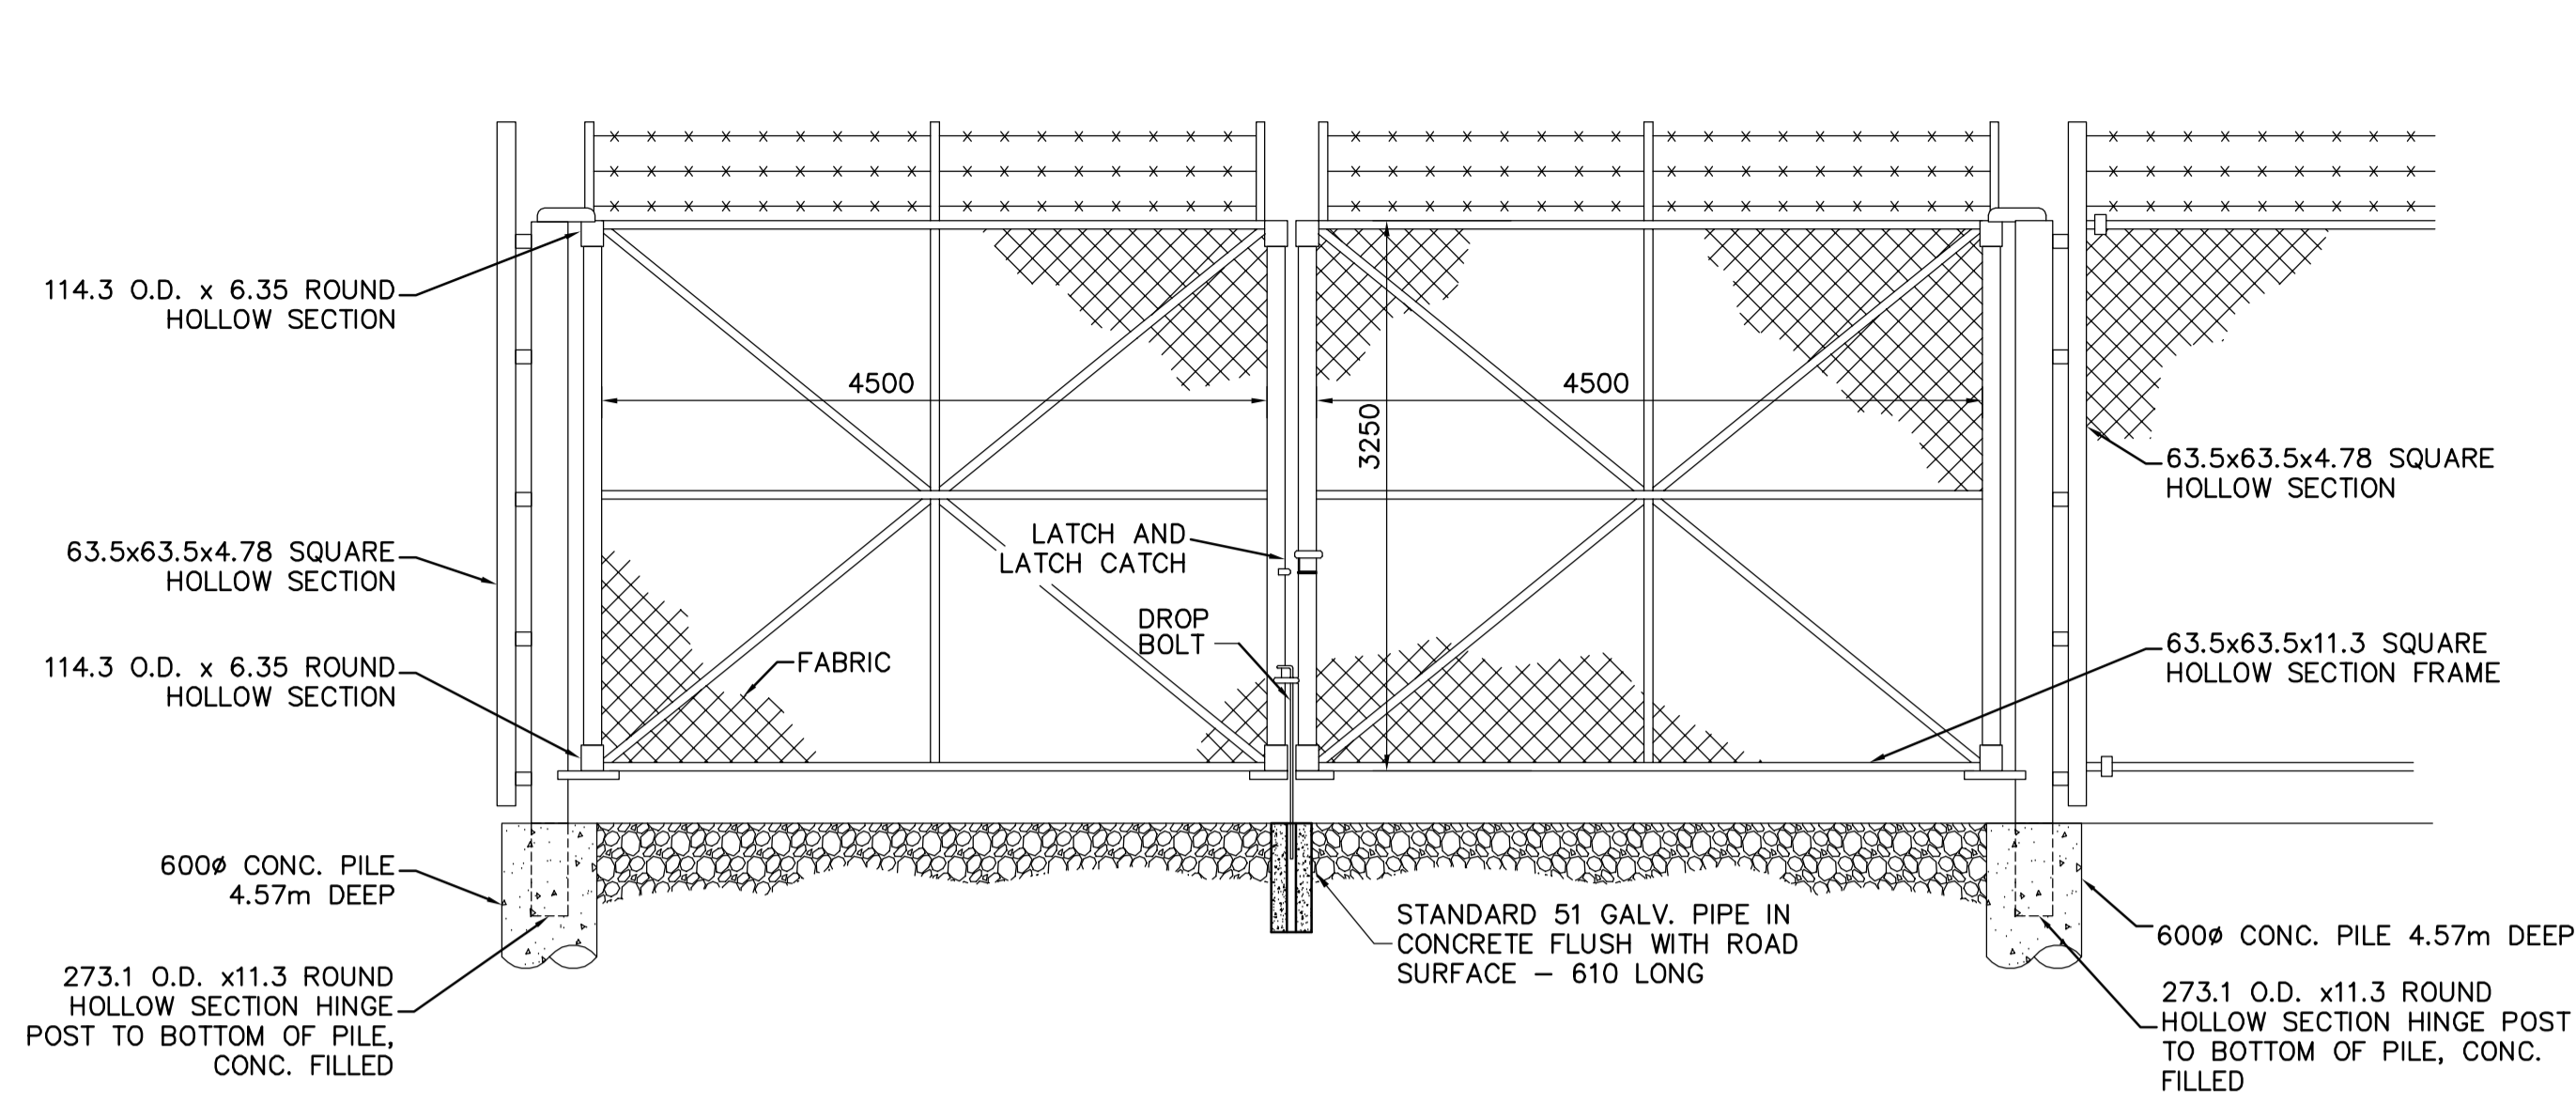 114.3 O.D. x 6.35 ROUND
HOLLOW SECTION
63.5x63.5x4.78 SQUARE
HOLLOW SECTION
114.3 O.D. x 6.35 ROUND
HOLLOW SECTION
600ø CONC. PILE
4.57m DEEP
273.1 O.D. x11.3 ROUND
HOLLOW SECTION HINGE
POST TO BOTTOM OF PILE,
CONC. FILLED
4500
4500
3250
LATCH AND
LATCH CATCH
DROP
BOLT
FABRIC
STANDARD 51 GALV. PIPE IN
CONCRETE FLUSH WITH ROAD
SURFACE – 610 LONG
63.5x63.5x4.78 SQUARE
HOLLOW SECTION
63.5x63.5x11.3 SQUARE
HOLLOW SECTION FRAME
600ø CONC. PILE 4.57m DEEP
273.1 O.D. x11.3 ROUND
HOLLOW SECTION HINGE POST
TO BOTTOM OF PILE, CONC.
FILLED